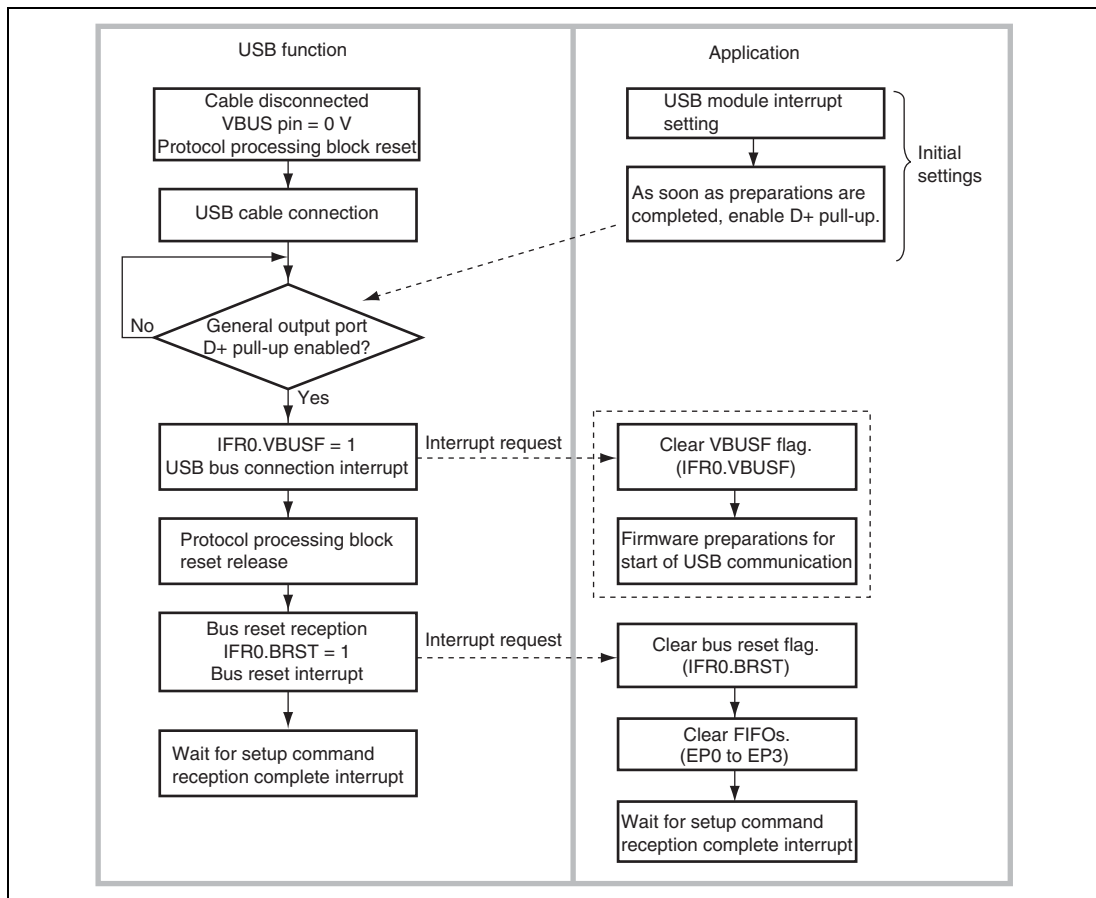 USB function
Cable disconnected
VBUS pin = 0 V
Protocol processing block reset
USB cable connection
No
General output port
D+ pull-up enabled?
Yes
IFR0.VBUSF = 1
USB bus connection interrupt
Interrupt request
Protocol processing block
reset release
Bus reset reception
IFR0.BRST = 1
Bus reset interrupt
Interrupt request
Wait for setup command
reception complete interrupt
Application
USB module interrupt
setting
As soon as preparations are
completed, enable D+ pull-up.
Initial
settings
Clear VBUSF flag.
(IFR0.VBUSF)
Firmware preparations for
start of USB communication
Clear bus reset flag.
(IFR0.BRST)
Clear FIFOs.
(EP0 to EP3)
Wait for setup command
reception complete interrupt